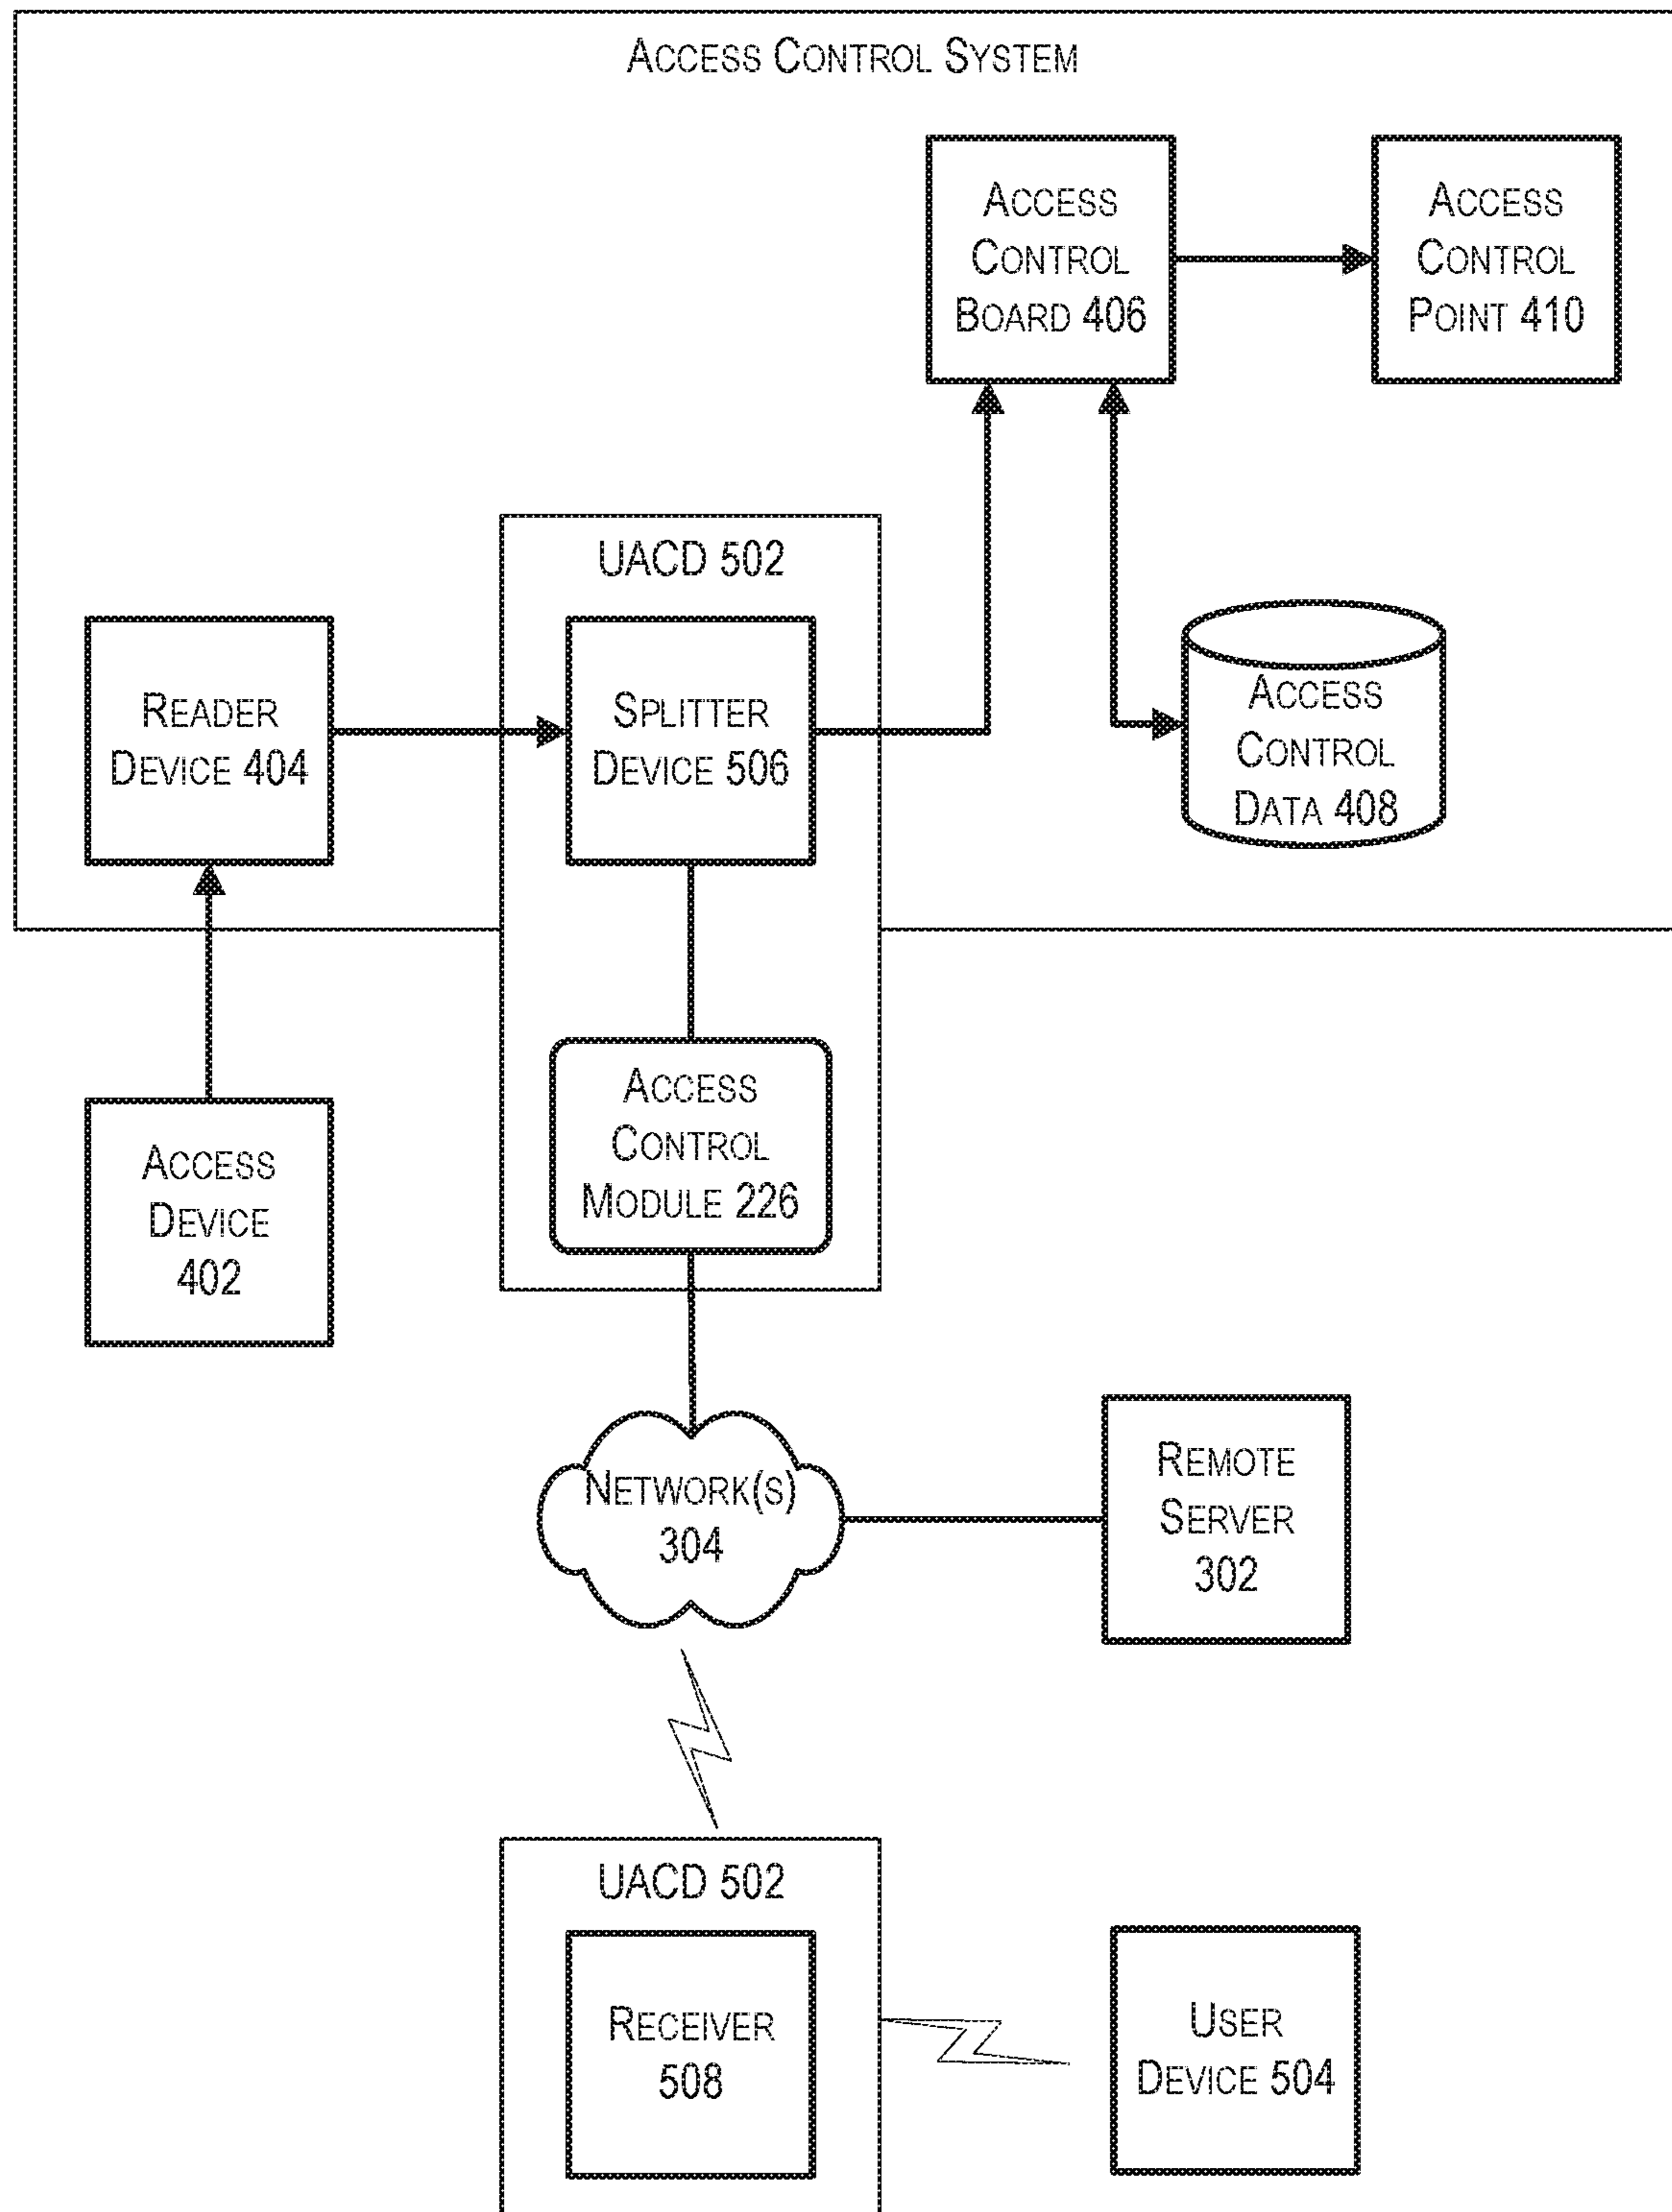 ACCESS CONTROL SYSTEM
ACCESS
CONTROL
BOARD 406
ACCESS
CONTROL
POINT 410
UACD 502
READER
DEVICE 404
SPLITTER
DEVICE 506
ACCESS
CONTROL
DATA 408
ACCESS
CONTROL
MODULE 226
ACCESS
DEVICE
402
NETWORK(S)
304
REMOTE
SERVER
302
UACD 502
RECEIVER
508
USER
DEVICE 504